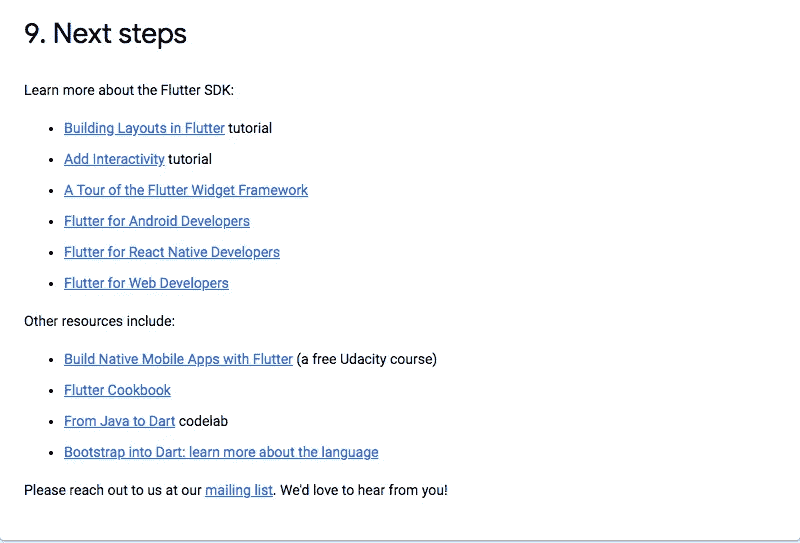 9. Next steps
Learn more about the Flutter SDK:
• Building Layouts in Flutter tutorial
• Add Interactivity tutorial
• A Tour of the Flutter Widget Framework
• Flutter for Android Developers
• Flutter for React Native Developers
• Flutter for Web Developers
Other resources include:
• Build Native Mobile Apps with Flutter (a free Udacity course)
• Flutter Cookbook
• From Java to Dart codelab
• Bootstrap into Dart: learn more about the language
Please reach out to us at our mailing list. We'd love to hear from you!